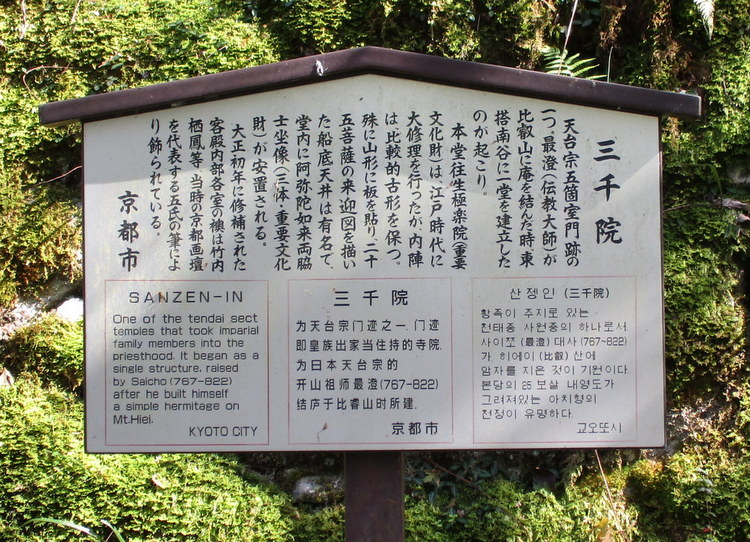 三千院
天台宗五箇室門跡の
一つ。最澄(伝教大師)が
比叡山に庵を結んだ時、東
搭南谷に一堂を建立した
のが起こり。
本堂往生極楽院(重要
文化財)は、江戸時代に
大修理を行ったが、内陣
は比較的古形を保つ。
殊に山形に板を貼り、二十
五菩薩の来迎図を描い
た船底天井は有名で、
堂内に阿弥陀如来両脇
士坐像(三体・重要文化
財)が安置される。
大正初年に修補された
客殿内部各室の襖は竹内
栖鳳等、当時の京都画壇
を代表する五氏の筆によ
り飾られている。
京都市
SANZEN-IN
One of the tendai sect
temples that took imparial
family members into the
priesthood. It began as a
single structure, raised
by Saicho (767-822)
after he built himself
a simple hermitage on
Mt.Hiei.
KYOTO CITY
三千院
为天台宗门迹之一. 门迹
即皇族出家当住持的寺院.
为日本天台宗的
开山祖师最澄(767-822)
结庐于比睿山时所建.
京都市
산젱인 (三千院)
황족이 주지로 있는
천태종 사원중의 하나로서
사이쪼 (最澄) 대사 (767~822)
가, 히에이 (比叡) 산에
암자를 지은 것이 기원이다.
본당의 25 보살 내양도가
그려져있는 아치형의
천정이 유명하다.
교오또시